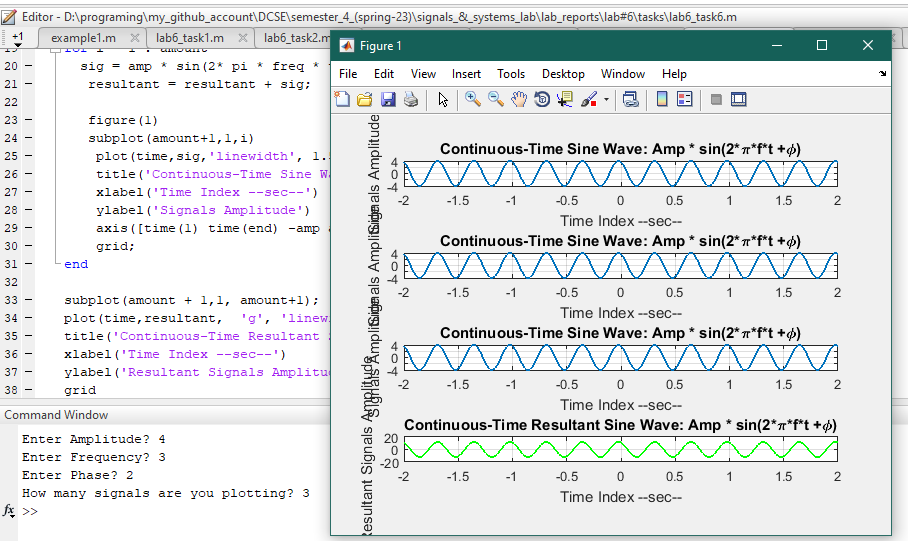 Editor - D:\programing\my_github_account\DCSE\semester_4_(spring-23)\signals_&_systems_lab\lab_reports\lab#6\tasks\lab6_task6.m
+1 example1.m lab6_task1.m lab6_task2.m
for i = 1 : amount
20 - sig = amp * sin(2* pi * freq *
21 - resultant = resultant + sig;
22
23 - figure(1)
24 - subplot(amount+1,1,i)
25 - plot(time,sig,'linewidth', 1.
26 - title('Continuous-Time Sine W
27 - xlabel('Time Index --sec--')
28 - ylabel('Signals Amplitude')
29 - axis([time(1) time(end) -amp
30 - grid;
31 - end
32
33 - subplot(amount + 1,1, amount+1);
34 - plot(time,resultant, 'g', 'linew
35 - title('Continuous-Time Resultant
36 - xlabel('Time Index --sec--')
37 - ylabel('Resultant Signals Amplitu
38 - grid
Command Window
Enter Amplitude? 4
Enter Frequency? 3
Enter Phase? 2
How many signals are you plotting? 3
fx >>
Figure 1
File Edit View Insert Tools Desktop Window Help
Continuous-Time Sine Wave: Amp * sin(2*π*f*t +ϕ)
Signals Amplitude
4
0
-4
-2 -1.5 -1 -0.5 0 0.5 1 1.5 2
Time Index --sec--
Continuous-Time Sine Wave: Amp * sin(2*π*f*t +ϕ)
Signals Amplitude
4
0
-4
-2 -1.5 -1 -0.5 0 0.5 1 1.5 2
Time Index --sec--
Continuous-Time Sine Wave: Amp * sin(2*π*f*t +ϕ)
Signals Amplitude
4
0
-4
-2 -1.5 -1 -0.5 0 0.5 1 1.5 2
Time Index --sec--
Continuous-Time Resultant Sine Wave: Amp * sin(2*π*f*t +ϕ)
Resultant Signals Amplitude
20
0
-20
-2 -1.5 -1 -0.5 0 0.5 1 1.5 2
Time Index --sec--